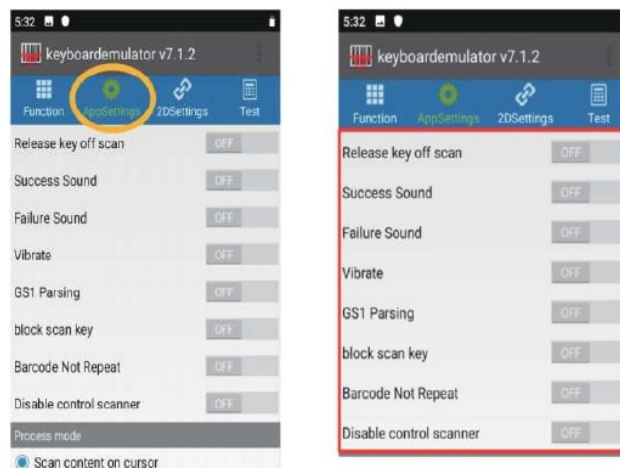 5:32
keyboardemulator v7.1.2
Function AppSettings 2DSettings Test
Release key off scan OFF
Success Sound OFF
Failure Sound OFF
Vibrate OFF
GS1 Parsing OFF
block scan key OFF
Barcode Not Repeat OFF
Disable control scanner OFF
Process mode
Scan content on cursor
5:32
keyboardemulator v7.1.2
Function AppSettings 2DSettings Test
Release key off scan OFF
Success Sound OFF
Failure Sound OFF
Vibrate OFF
GS1 Parsing OFF
block scan key OFF
Barcode Not Repeat OFF
Disable control scanner OFF